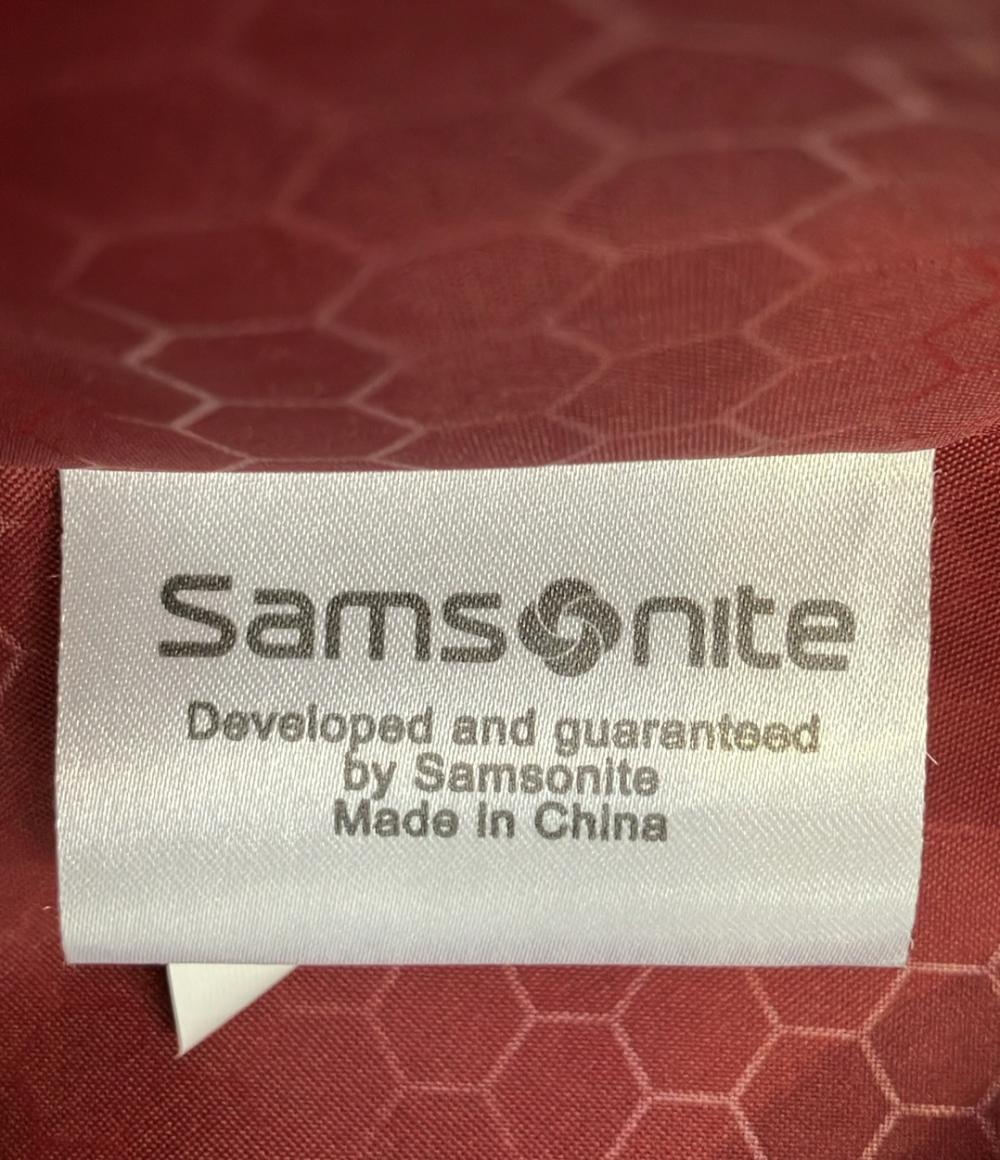 Samsonite
Developed and guaranteed
by Samsonite
Made in China